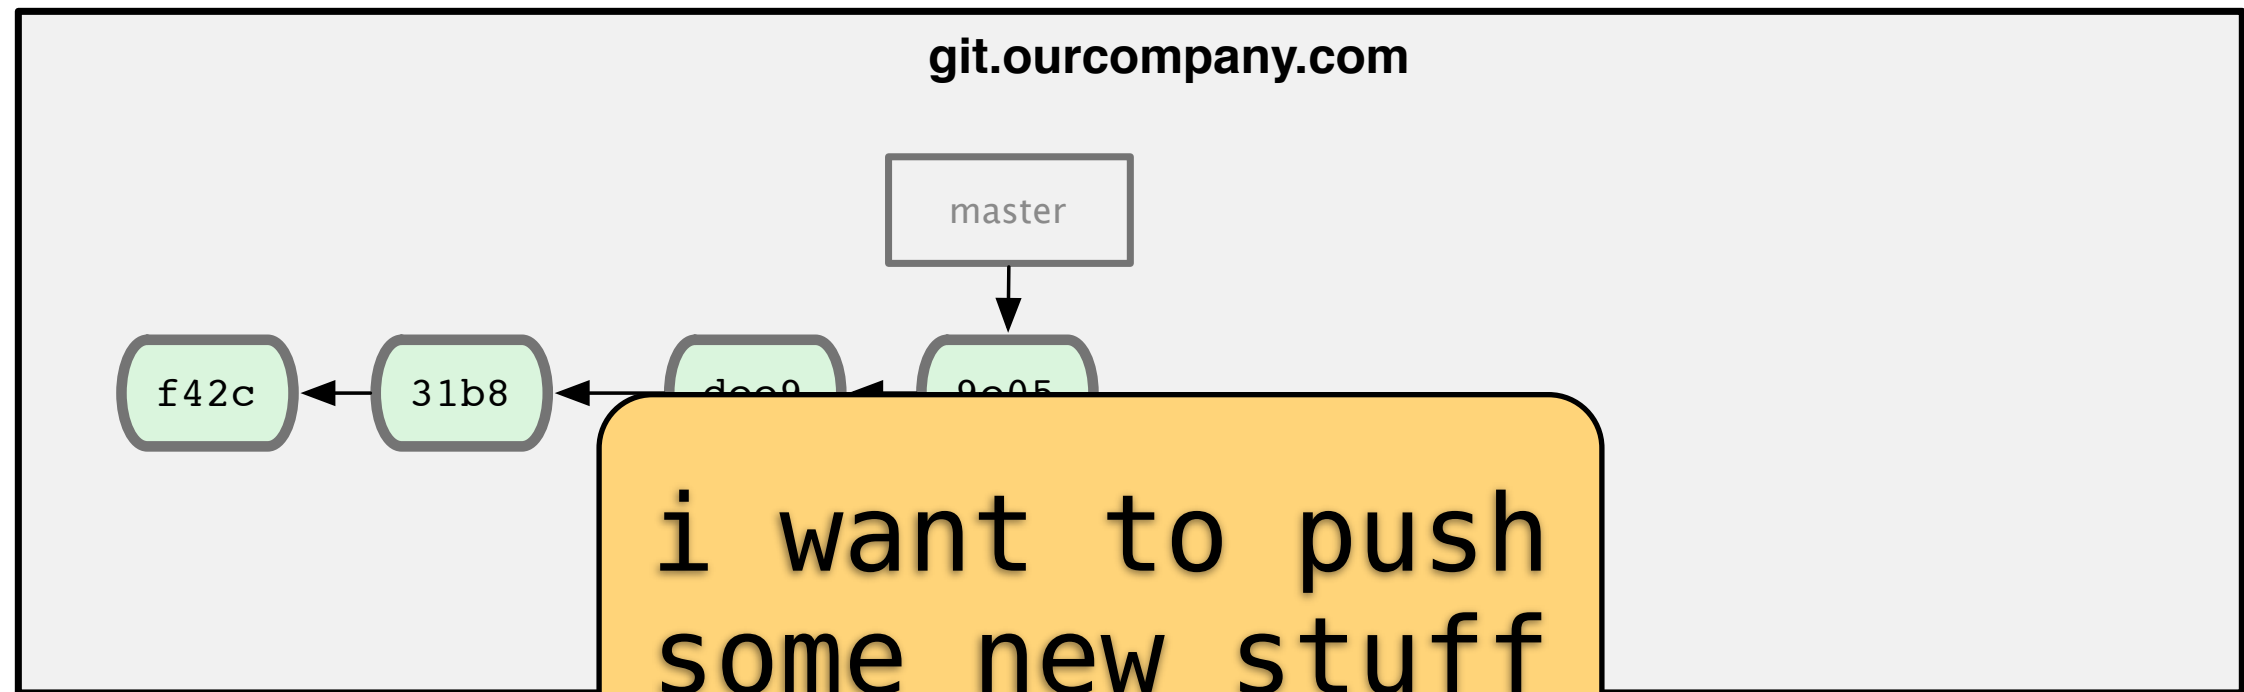 git.ourcompany.com
master
f42c 31b8
i want to push
some new stuff